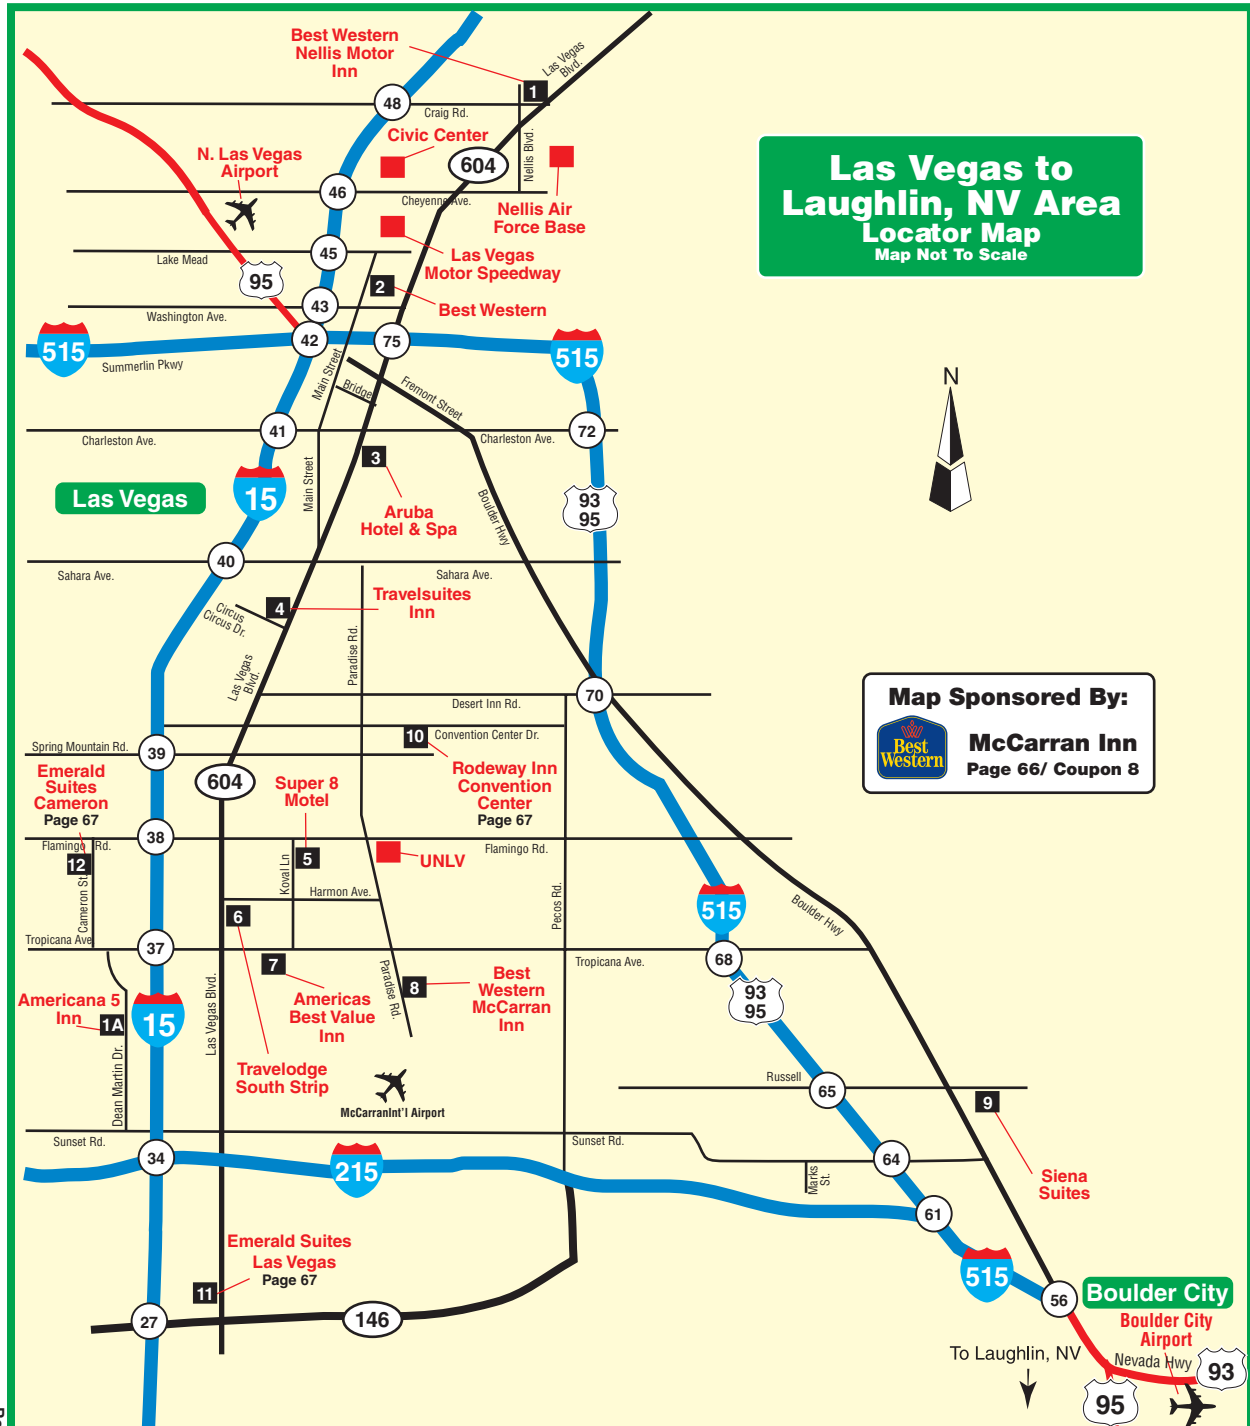 Best Western
Nellis Motor
Inn
1
Las Vegas
Blvd.
48
Craig Rd.
Civic Center
604
Nellis Blvd.
N. Las Vegas
Airport
46
Cheyenne Ave.
Nellis Air
Force Base
Las Vegas to
Laughlin, NV Area
Locator Map
Map Not To Scale
45
Lake Mead
Las Vegas
Motor Speedway
95
2
43
Best Western
Washington Ave.
42
75
515
515
Summerlin Pkwy
Main Street
Bridge
Fremont Street
N
41
72
Charleston Ave.
Charleston Ave.
3
Main Street
15
Las Vegas
Boulder Hwy
93
95
Aruba
Hotel & Spa
40
Sahara Ave.
Sahara Ave.
4
Travelsuites
Inn
Circus
Circus Dr.
Paradise Rd.
Las Vegas
Blvd.
70
Desert Inn Rd.
Map Sponsored By:
Best
Western
McCarran Inn
Page 66/ Coupon 8
10
Convention Center Dr.
Spring Mountain Rd.
39
Emerald
Suites
Cameron
Page 67
604
Super 8
Motel
Rodeway Inn
Convention
Center
Page 67
38
Flamingo Rd.
Flamingo Rd.
12
Cameron St.
Koval Ln
5
UNLV
Harmon Ave.
Pecos Rd.
515
Boulder Hwy
6
Tropicana Ave
37
Tropicana Ave.
68
7
8
Paradise Rd.
Best
Western
McCarran
Inn
93
95
Americana 5
Inn
1A
15
Las Vegas Blvd.
Americas
Best Value
Inn
Dean Martin Dr.
Travelodge
South Strip
McCarranInt'l Airport
Russell
65
9
Sunset Rd.
Sunset Rd.
34
215
64
Marks
St.
Siena
Suites
61
Emerald Suites
Las Vegas
Page 67
11
515
56
Boulder City
Boulder City
Airport
27
146
To Laughlin, NV
Nevada Hwy
93
95